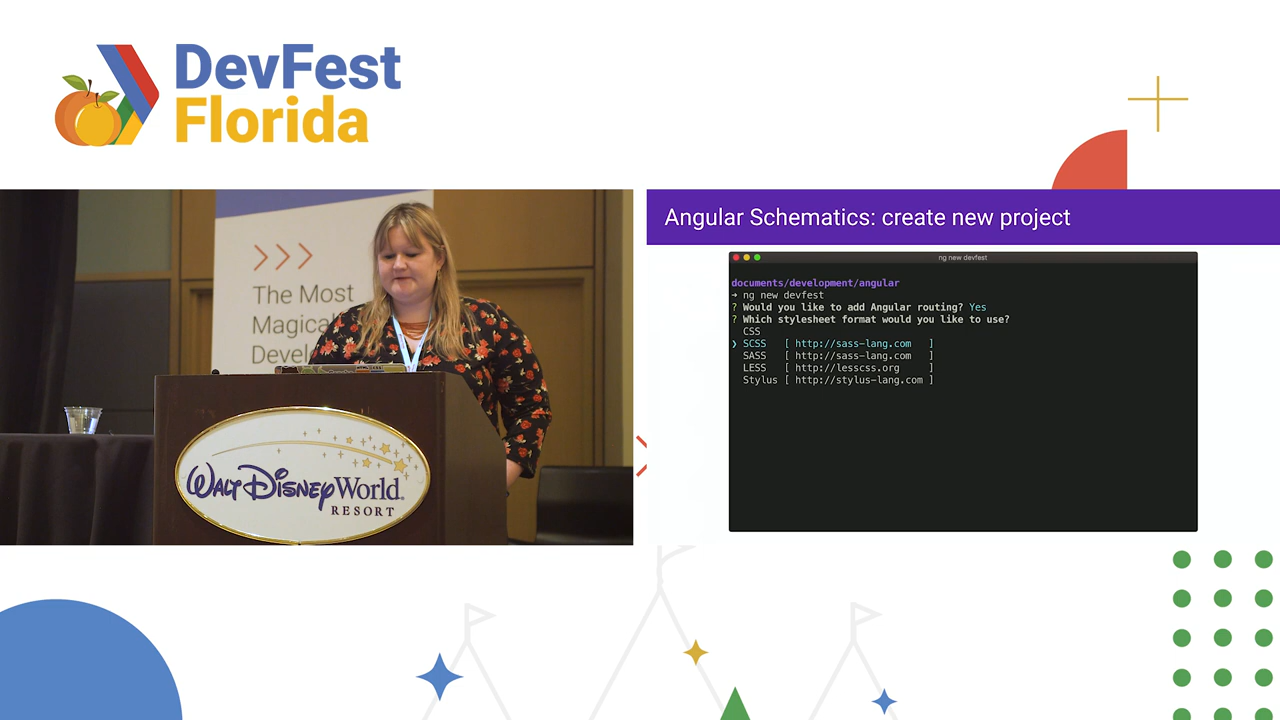 DevFest
Florida
The Most
Magical
Develo
Walt Disney World
RESORT
Angular Schematics: create new project
ng new devfest
documents/development/angular
➜ ng new devfest
? Would you like to add Angular routing? Yes
? Which stylesheet format would you like to use?
CSS
❯ SCSS [ http://sass-lang.com ]
SASS [ http://sass-lang.com ]
LESS [ http://lesscss.org ]
Stylus [ http://stylus-lang.com ]